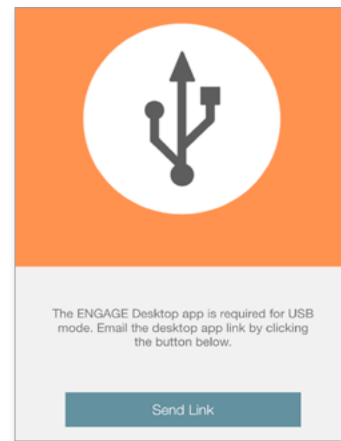 The ENGAGE Desktop app is required for USB
mode. Email the desktop app link by clicking
the button below.
Send Link